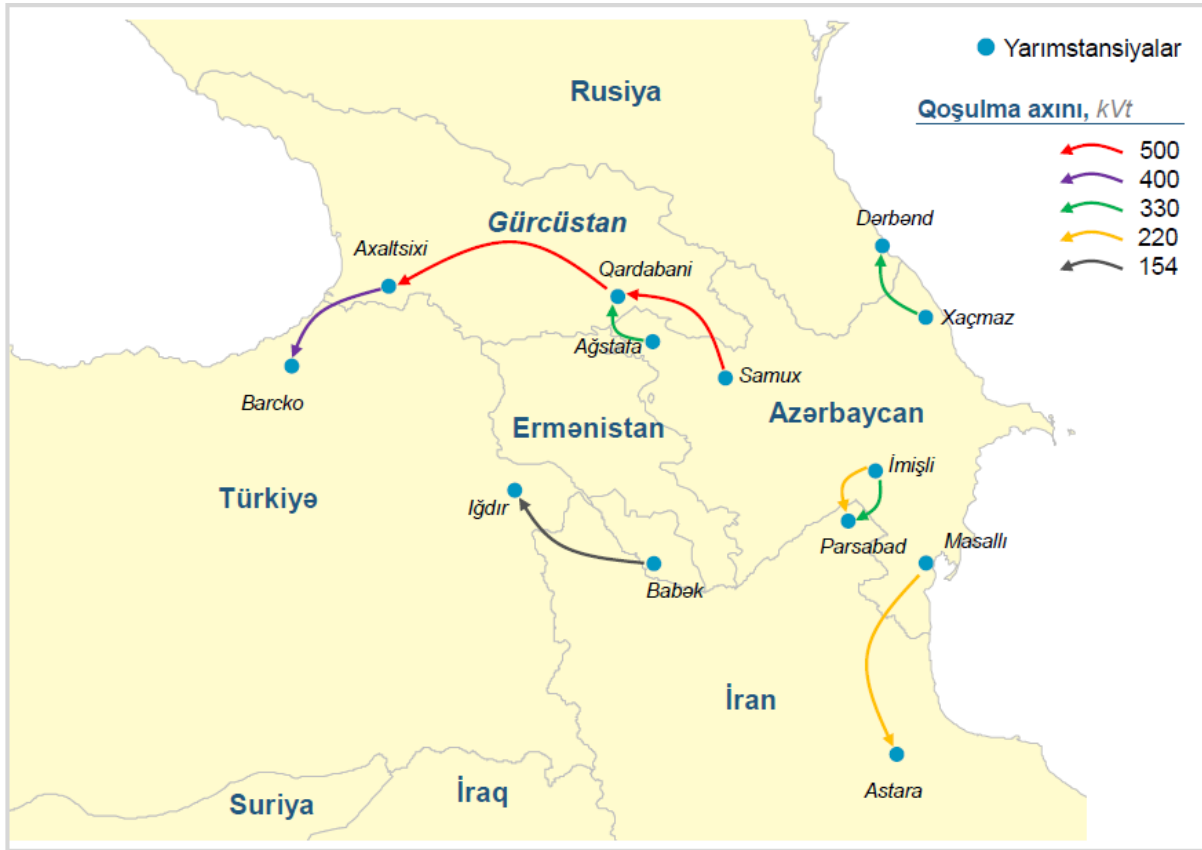 Rusiya
Yarımstansiyalar
Qoşulma axını, kVt
500
400
330
220
154
Gürcüstan
Axaltsixi
Qardabani
Dərbənd
Xaçmaz
Ağstafa
Samux
Barcko
Azərbaycan
Ermənistan
Türkiyə
İğdır
İmişli
Parsabad
Masallı
Babək
İran
Astara
Suriya
İraq